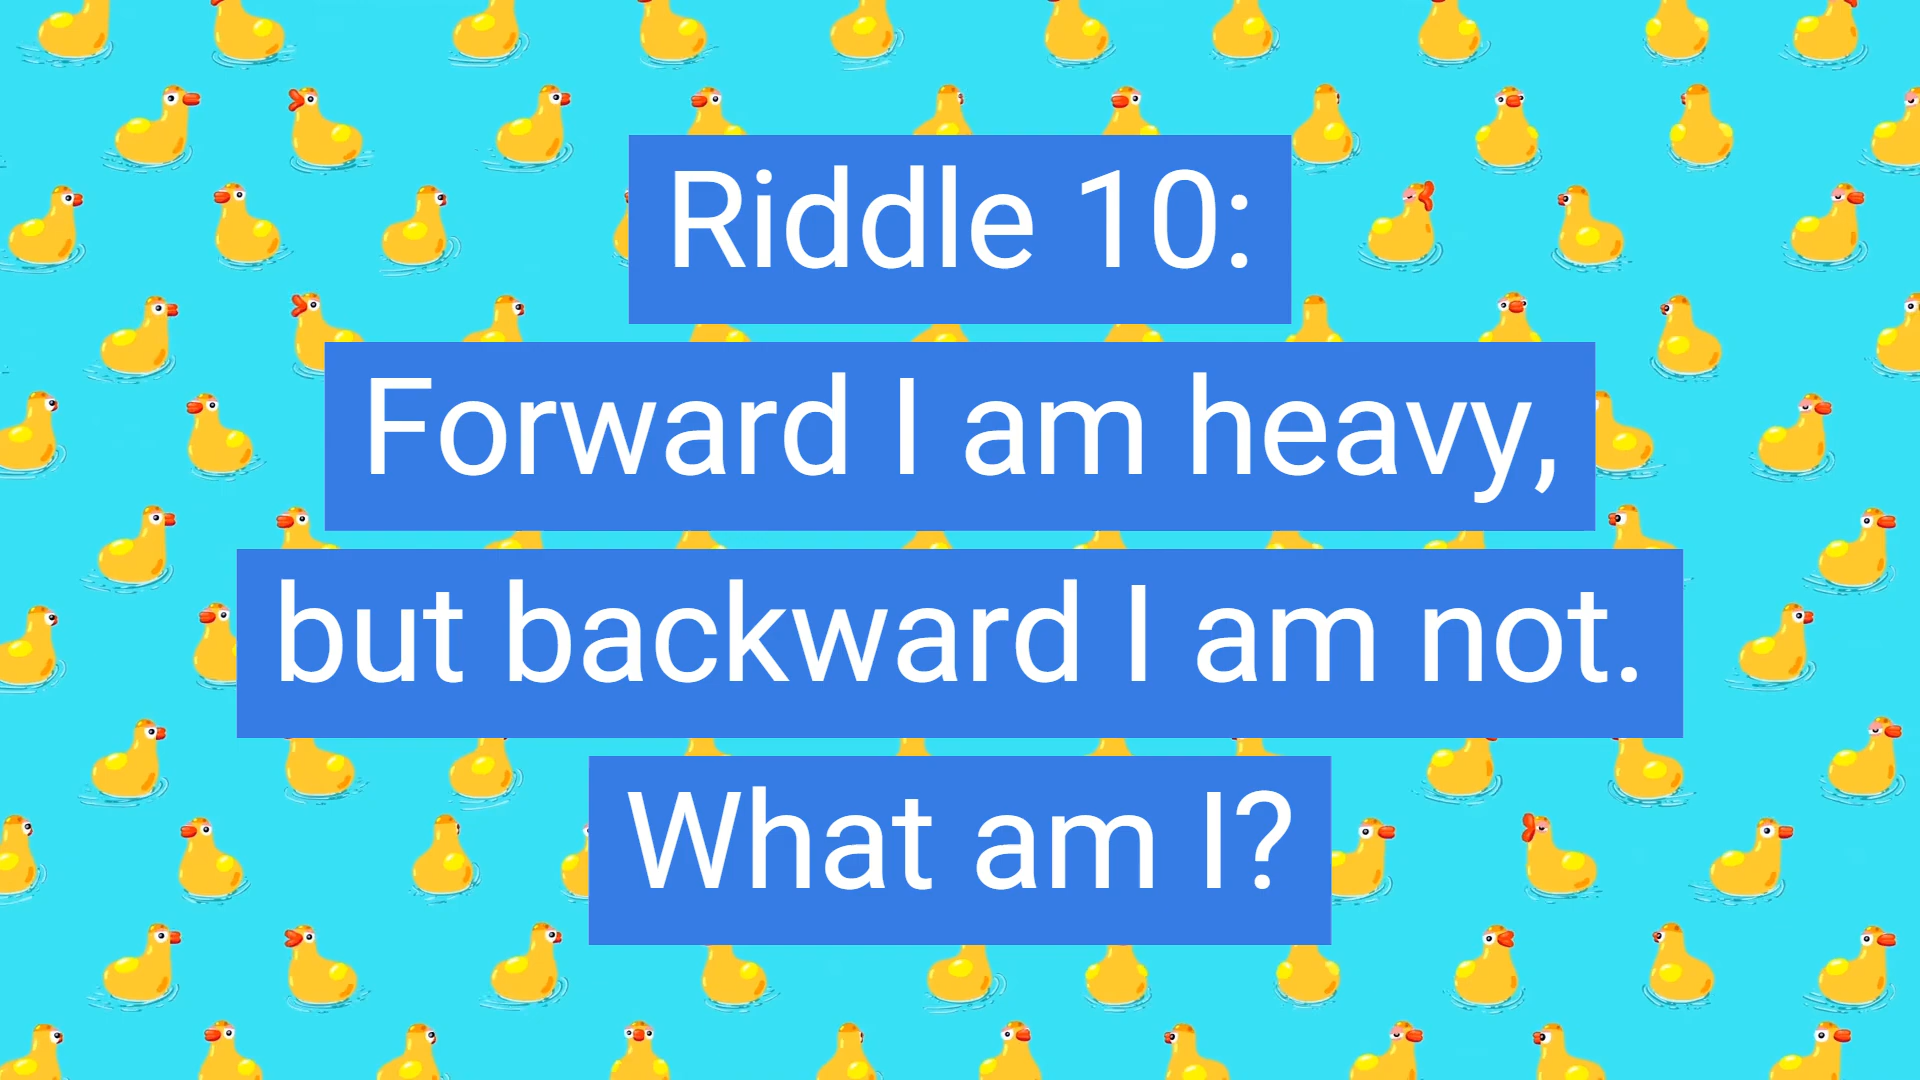 Riddle 10:
Forward I am heavy,
but backward I am not.
What am I?